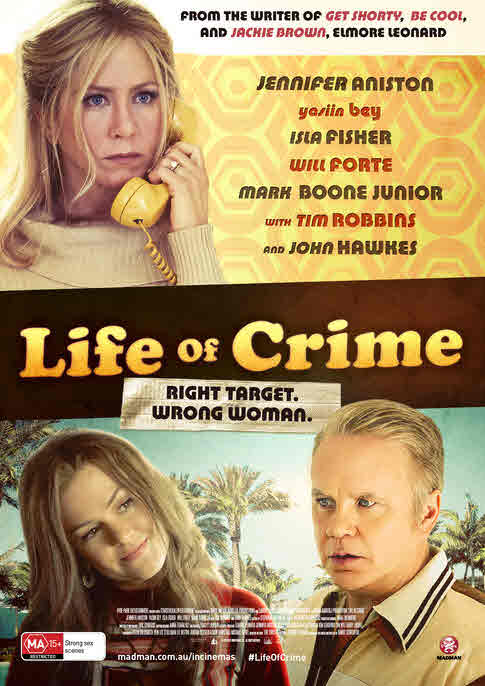 FROM THE WRITER OF GET SHORTY, BE COOL,
AND JACKIE BROWN, ELMORE LEONARD
JENNIFER ANISTON
yasiin bey
ISLA FISHER
WILL FORTE
MARK BOONE JUNIOR
WITH TIM ROBBINS
AND JOHN HAWKES
Life of Crime
RIGHT TARGET.
WRONG WOMAN.
MA 15+
RESTRICTED
Strong sex
scenes
madman.com.au/incinemas
#LifeOfCrime
MADMAN